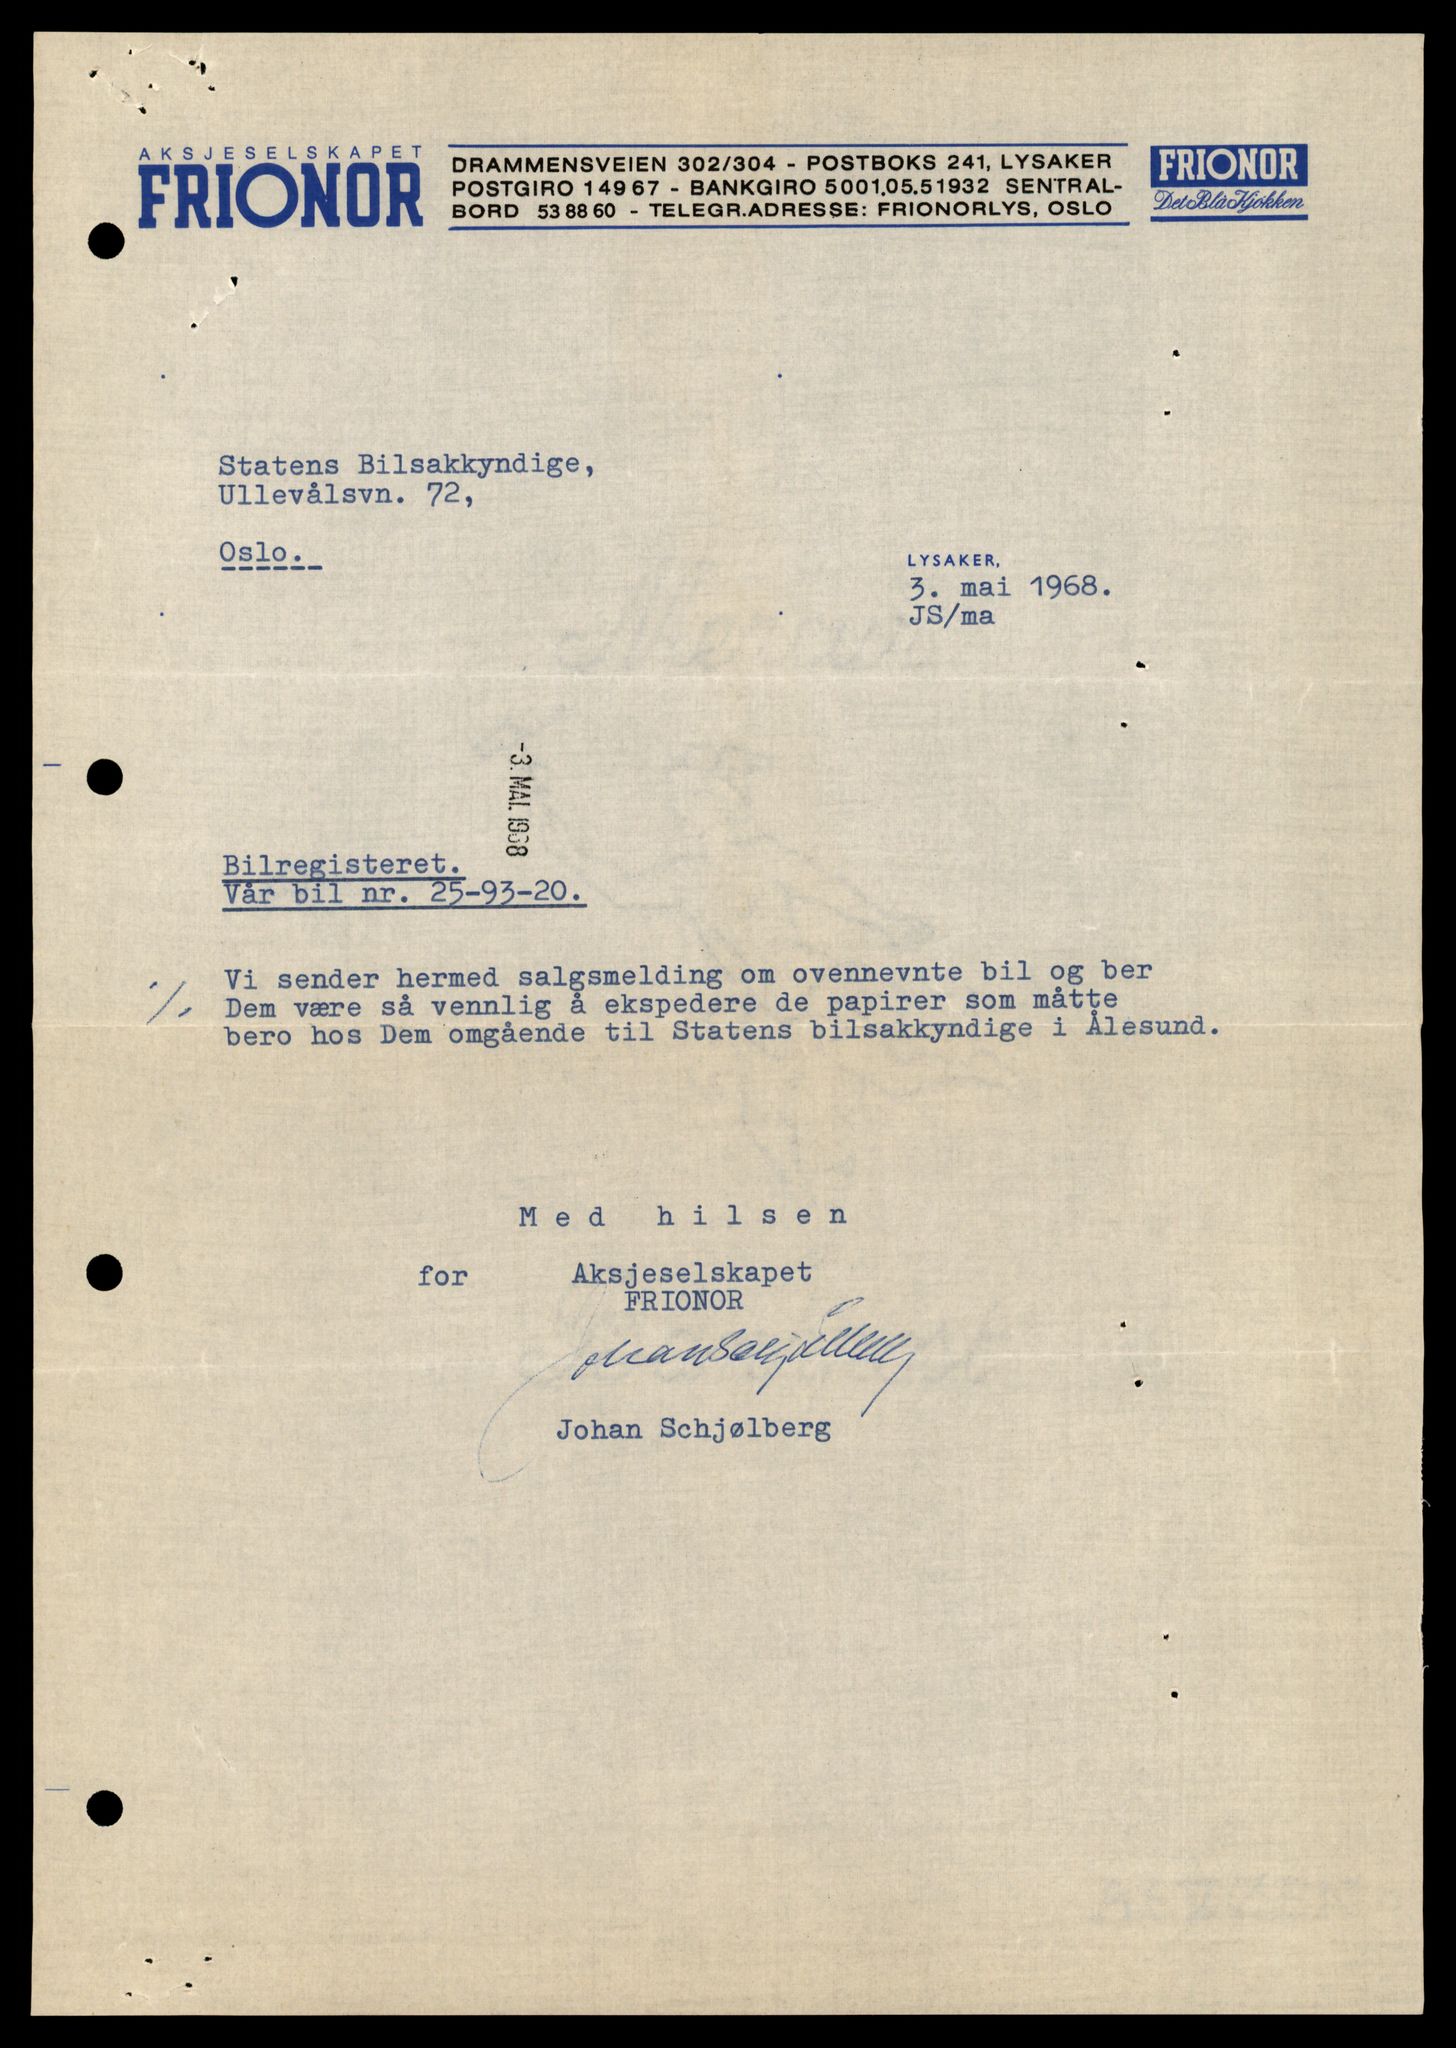 AKSJESELSKAPET
FRIONOR
DRAMMENSVEIEN 302/304 - POSTBOKS 241, LYSAKER
POSTGIRO 14967 - BANKGIRO 5001.05.51932 SENTRAL-
BORD 538860 - TELEGR.ADRESSE: FRIONORLYS, OSLO
FRIONOR
Det Blå Kjøkken
Statens Bilsakkyndige,
Ullevålsvn. 72,
Oslo.
LYSAKER,
3. mai 1968.
JS/ma
-3. MAI. 1968
Bilregisteret.
Vår bil nr. 25-93-20.
Vi sender hermed salgsmelding om ovennevnte bil og ber
./. Dem være så vennlig å ekspedere de papirer som måtte
bero hos Dem omgående til Statens bilsakkyndige i Ålesund.
Med hilsen
for Aksjeselskapet
FRIONOR
Johan Schjølberg
Johan Schjølberg